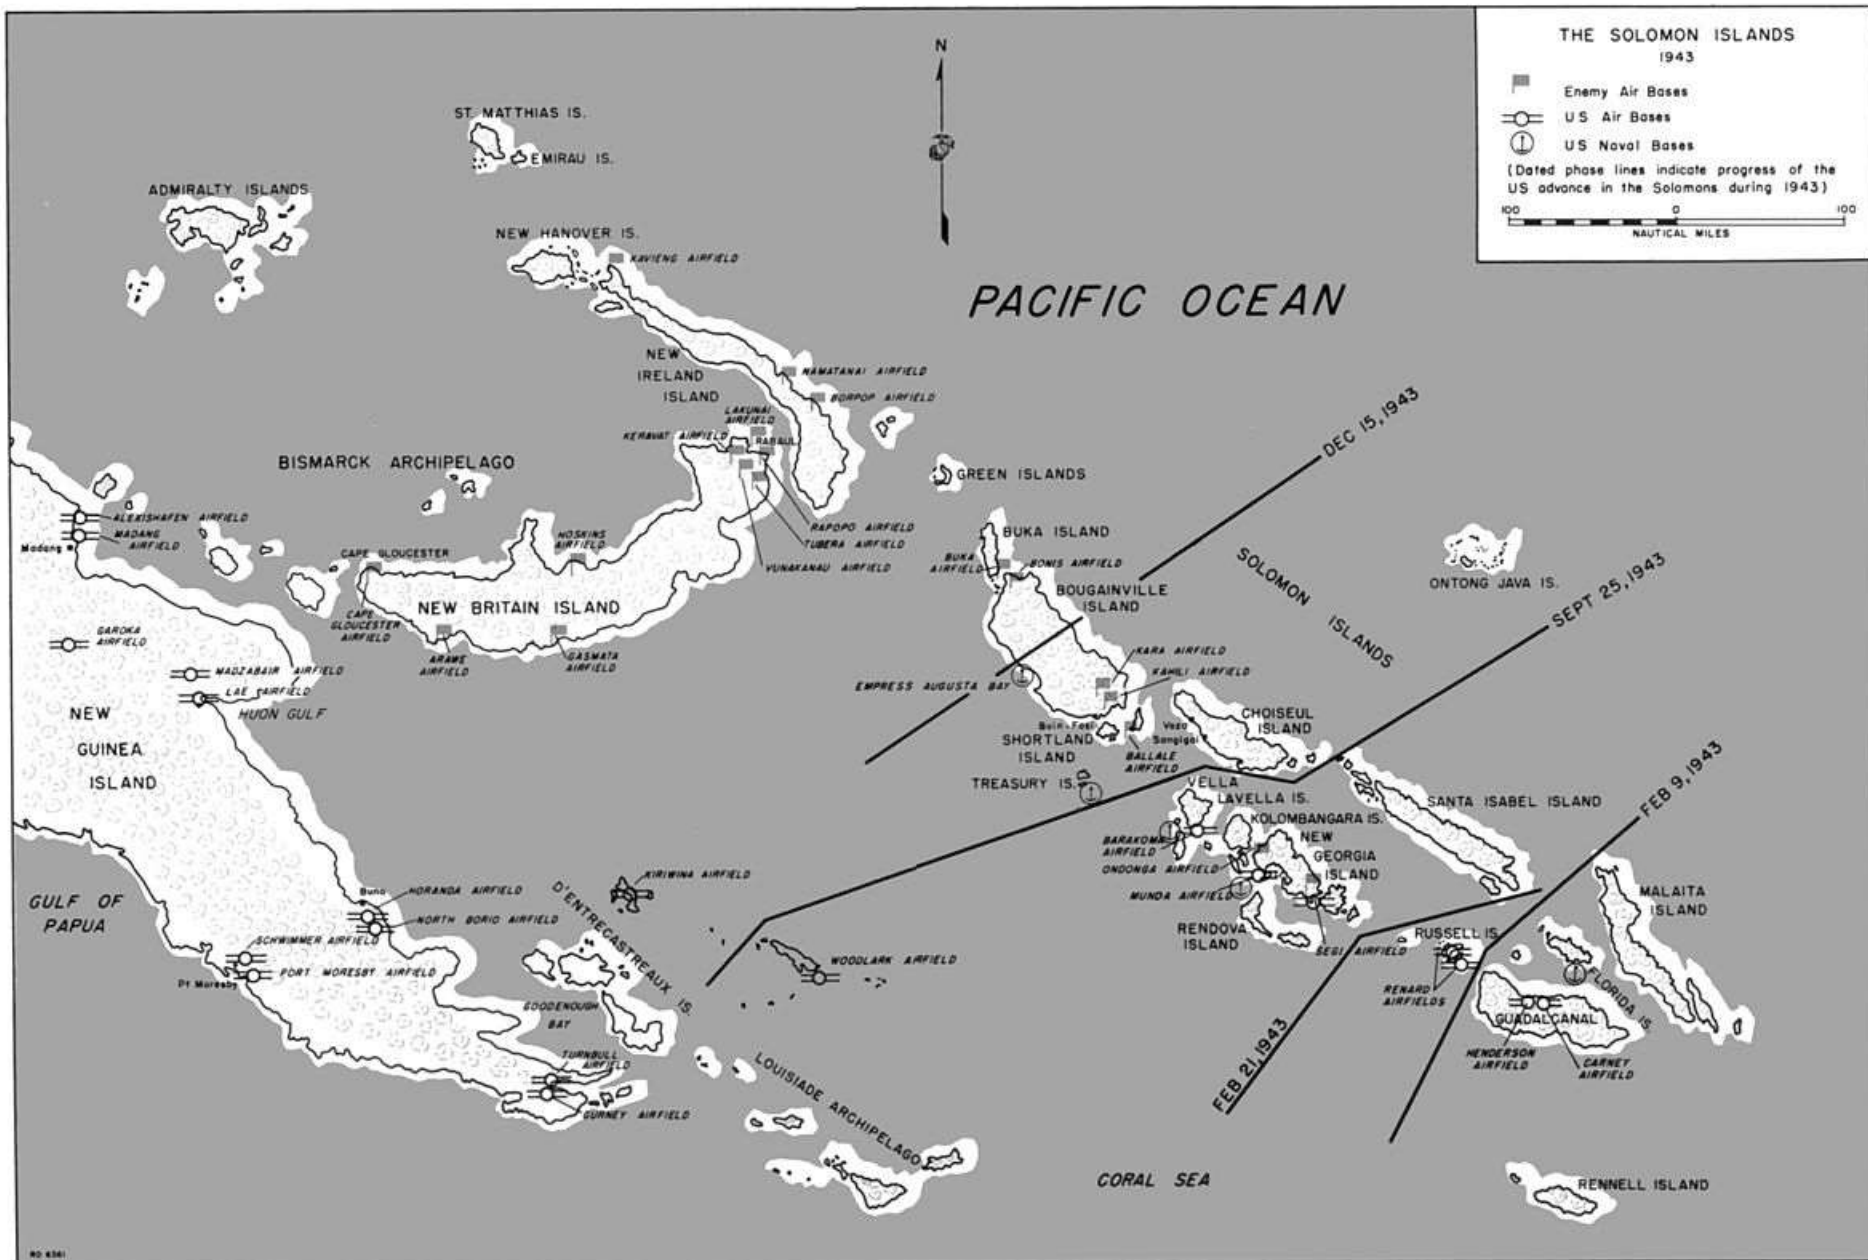 THE SOLOMON ISLANDS
1943
Enemy Air Bases
US Air Bases
US Naval Bases
(Dated phase lines indicate progress of the
US advance in the Solomons during 1943)
100 0 100
NAUTICAL MILES
N
PACIFIC OCEAN
ST. MATTHIAS IS.
EMIRAU IS.
ADMIRALTY ISLANDS
NEW HANOVER IS.
KAVIENG AIRFIELD
NEW
IRELAND
ISLAND
NAMATANAI AIRFIELD
BORPOP AIRFIELD
LAKUNAI
AIRFIELD
KERAVAT AIRFIELD
RABAUL
BISMARCK ARCHIPELAGO
GREEN ISLANDS
DEC 15, 1943
RAPOPO AIRFIELD
TUBERA AIRFIELD
VUNAKANAU AIRFIELD
ALEXISHAFEN AIRFIELD
MADANG
AIRFIELD
Madang
HOSKINS
AIRFIELD
CAPE GLOUCESTER
NEW BRITAIN ISLAND
CAPE
GLOUCESTER
AIRFIELD
ARAWE
AIRFIELD
GASMATA
AIRFIELD
BUKA ISLAND
BUKA
AIRFIELD
BONIS AIRFIELD
BOUGAINVILLE
ISLAND
SOLOMON ISLANDS
ONTONG JAVA IS.
SEPT 25, 1943
GAROKA
AIRFIELD
MADZABAIR AIRFIELD
LAE AIRFIELD
HUON GULF
NEW
GUINEA
ISLAND
KARA AIRFIELD
KAHILI AIRFIELD
EMPRESS AUGUSTA BAY
Buin-Faisi
SHORTLAND
ISLAND
BALLALE
AIRFIELD
TREASURY IS.
Voza
Sangigai
CHOISEUL
ISLAND
VELLA
LAVELLA IS.
KOLOMBANGARA IS.
NEW
GEORGIA
ISLAND
SANTA ISABEL ISLAND
FEB 9, 1943
BARAKOMA
AIRFIELD
ONDONGA AIRFIELD
MUNDA AIRFIELD
RENDOVA
ISLAND
SEGI AIRFIELD
RUSSELL IS.
MALAITA
ISLAND
RENARD
AIRFIELDS
FLORIDA IS.
GUADALCANAL
HENDERSON
AIRFIELD
CARNEY
AIRFIELD
FEB 21, 1943
GULF OF
PAPUA
Buna
HORANDA AIRFIELD
NORTH BORIO AIRFIELD
SCHWIMMER AIRFIELD
PORT MORESBY AIRFIELD
Pt Moresby
KIRIWINA AIRFIELD
D'ENTRECASTREAUX IS.
WOODLARK AIRFIELD
GOODENOUGH
BAY
TURNBULL
AIRFIELD
GURNEY AIRFIELD
LOUISIADE ARCHIPELAGO
CORAL SEA
RENNELL ISLAND
RD 6361